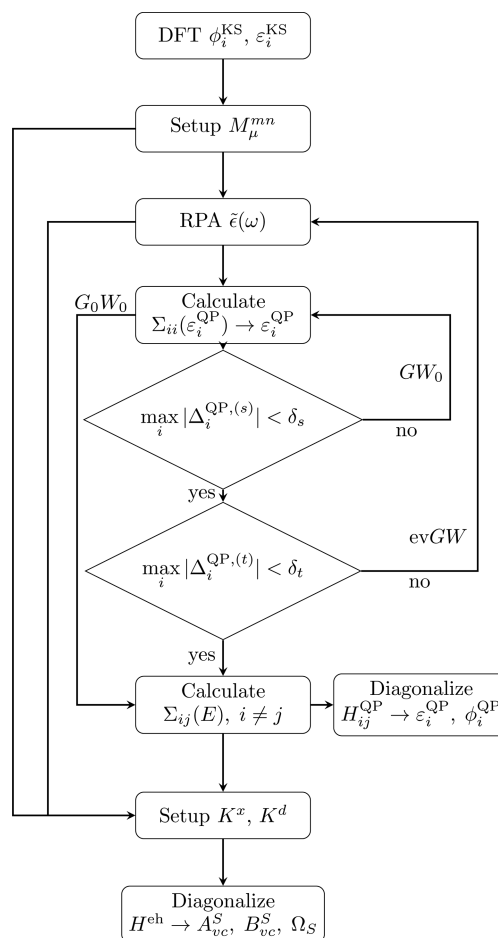 DFT ϕ_i^KS, ε_i^KS
Setup M_μ^mn
RPA ϵ̃(ω)
G₀W₀
Calculate
Σ_ii(ε_i^QP) → ε_i^QP
GW₀
max_i |Δ_i^QP,(s)| < δ_s
no
yes
evGW
max_i |Δ_i^QP,(t)| < δ_t
no
yes
Calculate
Σ_ij(E), i ≠ j
Diagonalize
H_ij^QP → ε_i^QP, ϕ_i^QP
Setup K^x, K^d
Diagonalize
H^eh → A_vc^S, B_vc^S, Ω_S